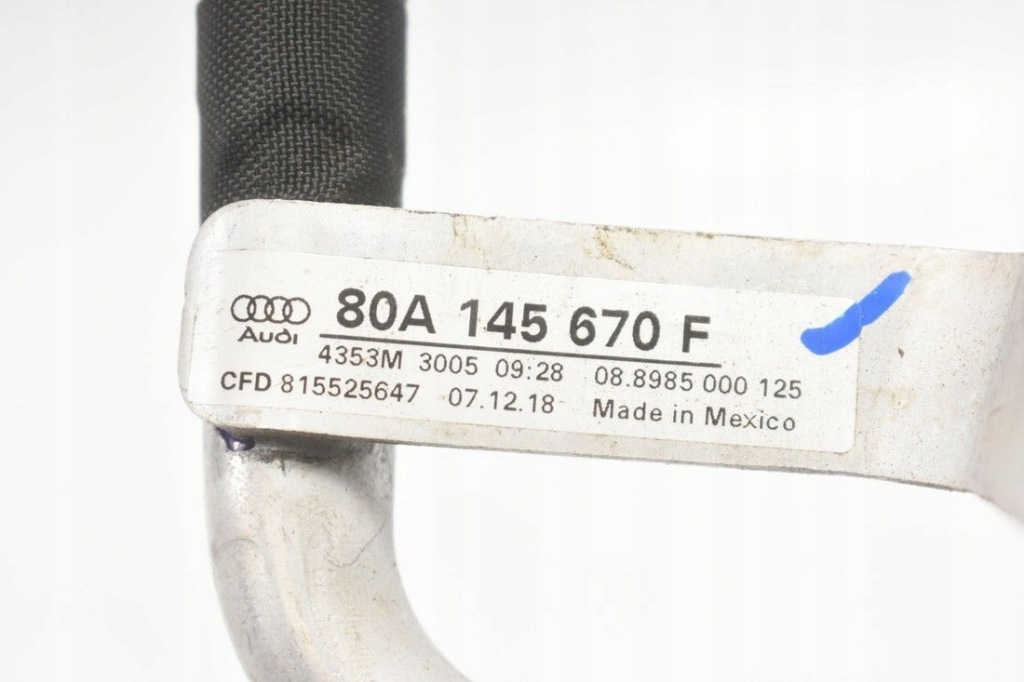 80A 145 670 F
Audi
4353M 3005 09:28 08.8985 000 125
CFD 815525647 07.12.18 Made in Mexico